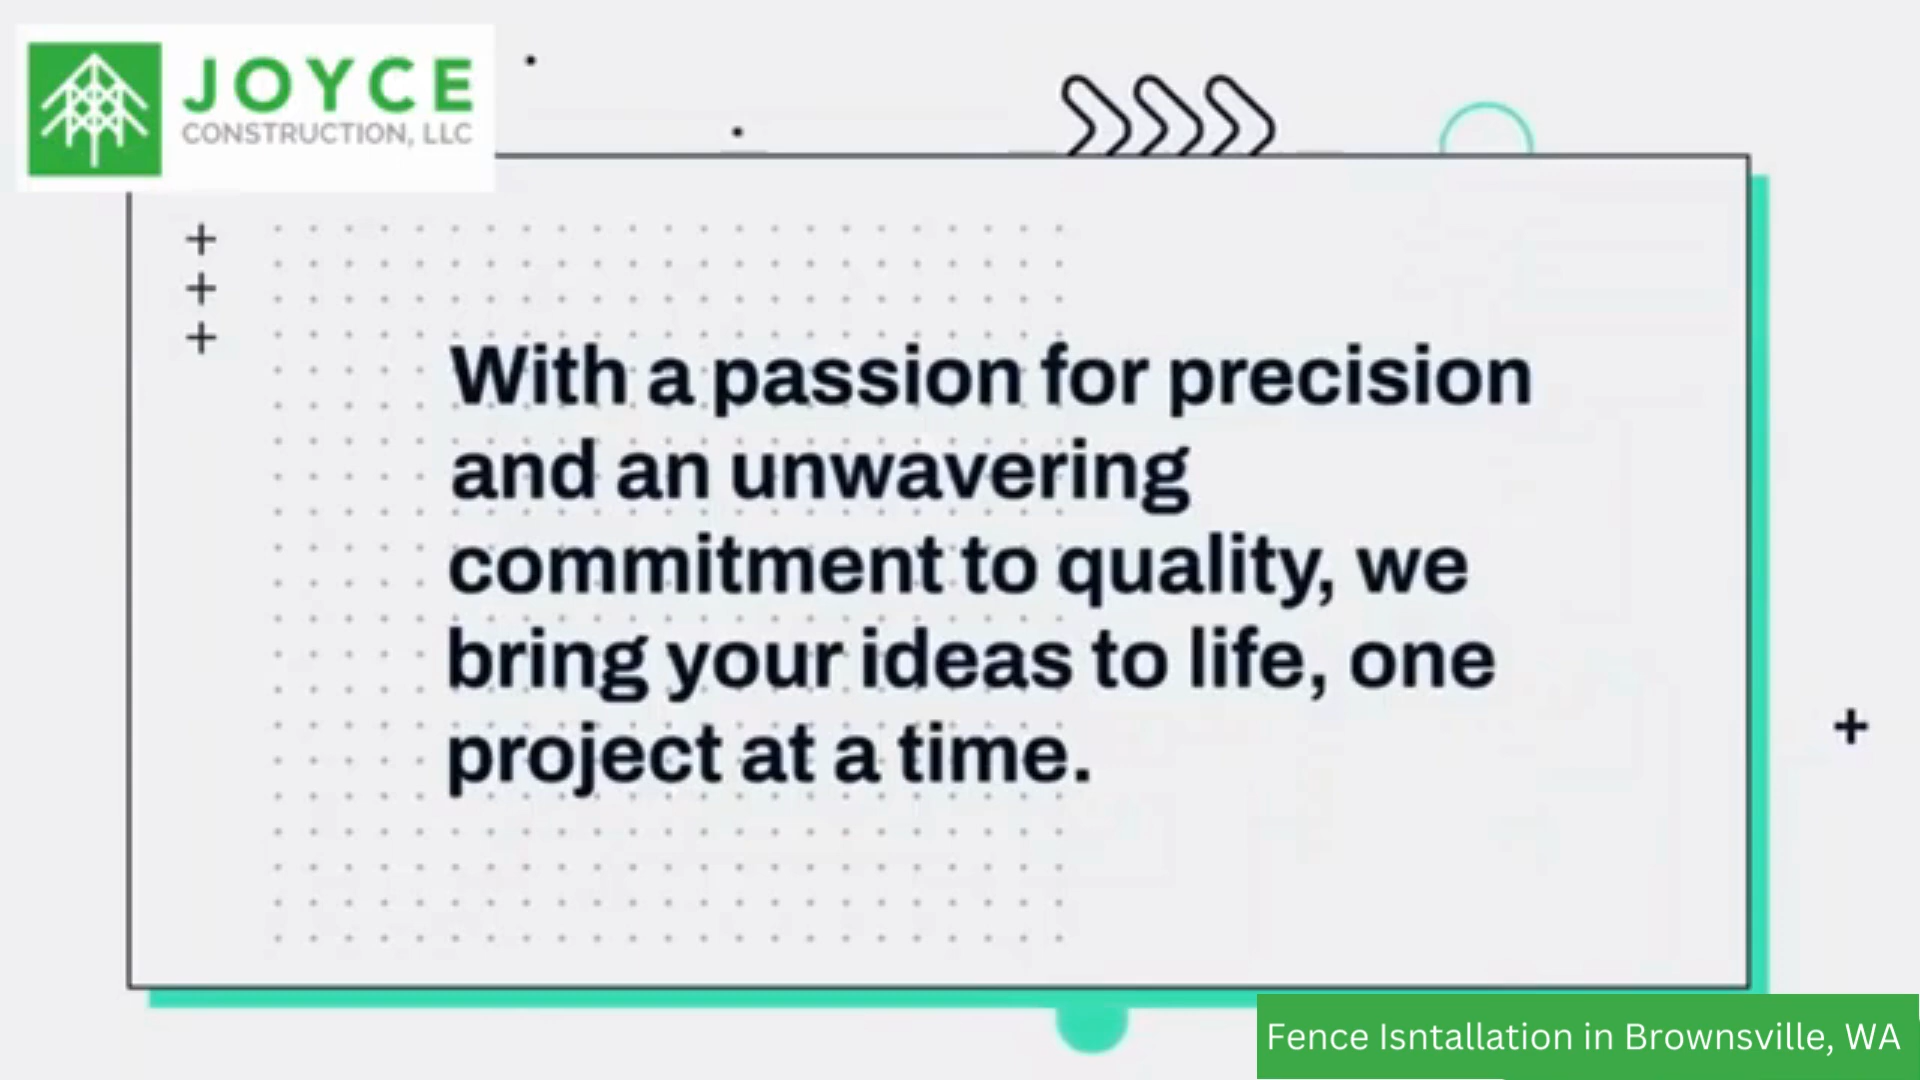 JOYCE
CONSTRUCTION, LLC
With a passion for precision
and an unwavering
commitment to quality, we
bring your ideas to life, one
project at a time.
Fence Isntallation in Brownsville, WA